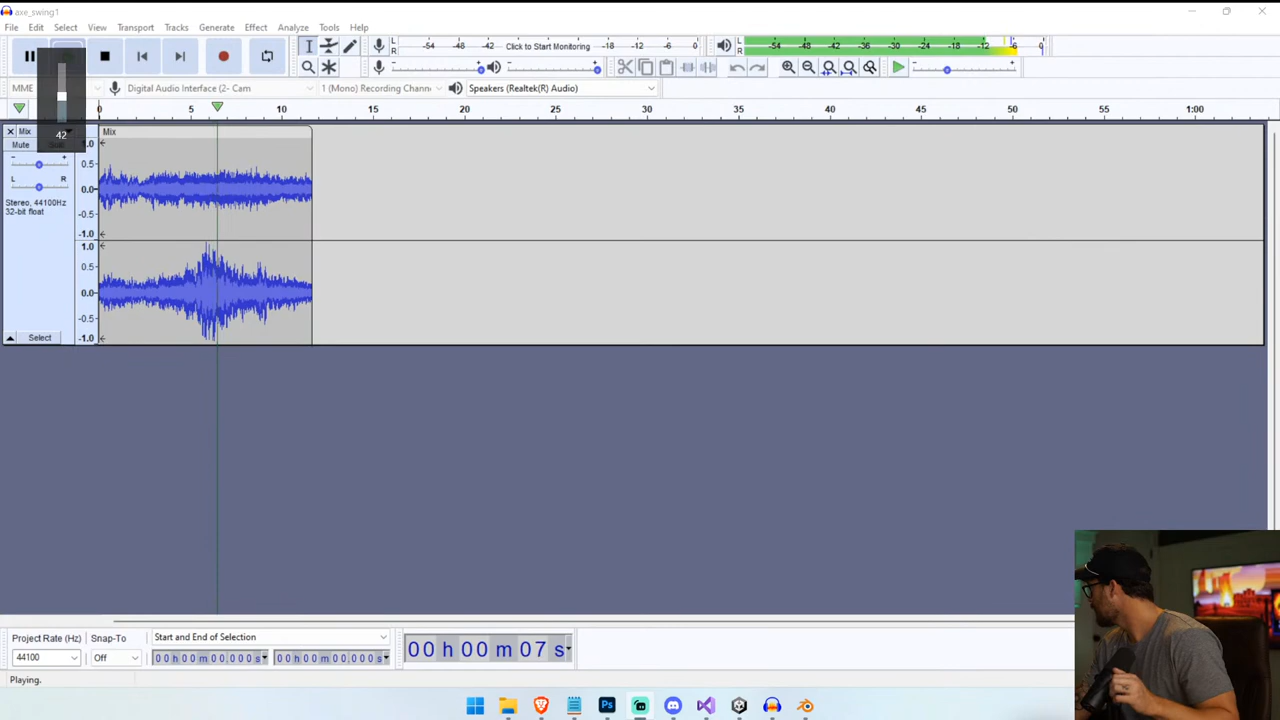 axe_swing1
File Edit Select View Transport Tracks Generate Effect Analyze Tools Help
L R -54 -48 -42 Click to Start Monitoring -18 -12 -6 0
L R -54 -48 -42 -36 -30 -24 -18 -12 -6 0
MME Digital Audio Interface (2- Cam 1 (Mono) Recording Chann Speakers (Realtek(R) Audio)
0 5 10 15 20 25 30 35 40 45 50 55 1:00
42
Mix
Mix
Mute
- +
L R
Stereo, 44100Hz
32-bit float
1.0
0.5
0.0
-0.5
-1.0
1.0
0.5
0.0
-0.5
-1.0
Select
Project Rate (Hz) Snap-To Start and End of Selection
44100 Off 00 h 00 m 00.000 s 00 h 00 m 00.000 s
00 h 00 m 07 s
Playing.
Ps